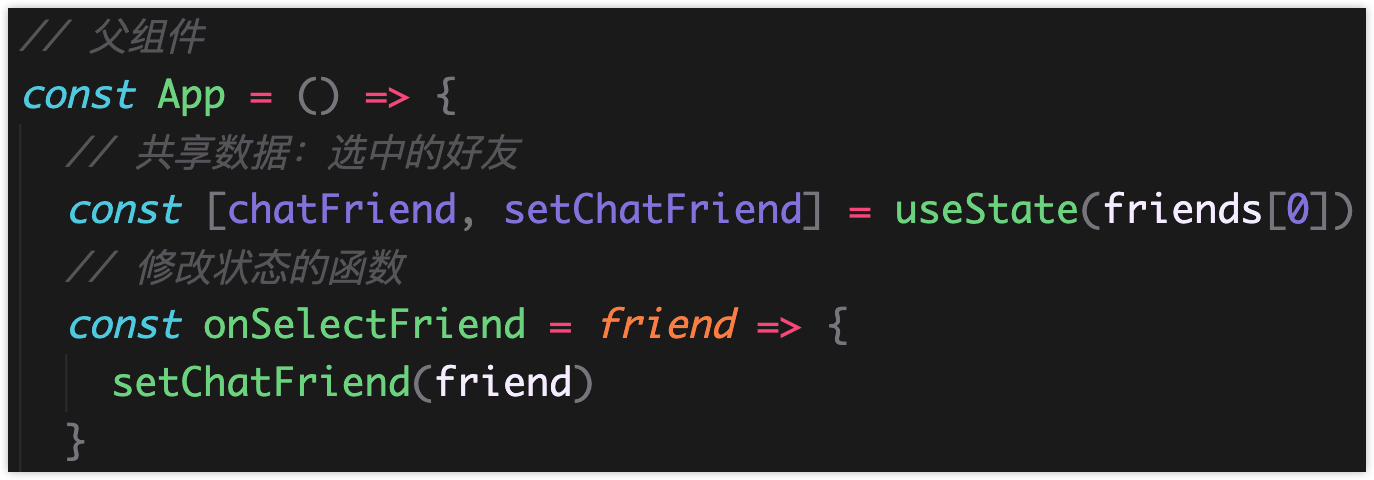 // 父组件
const App = () => {
// 共享数据：选中的好友
const [chatFriend, setChatFriend] = useState(friends[0])
// 修改状态的函数
const onSelectFriend = friend => {
setChatFriend(friend)
}